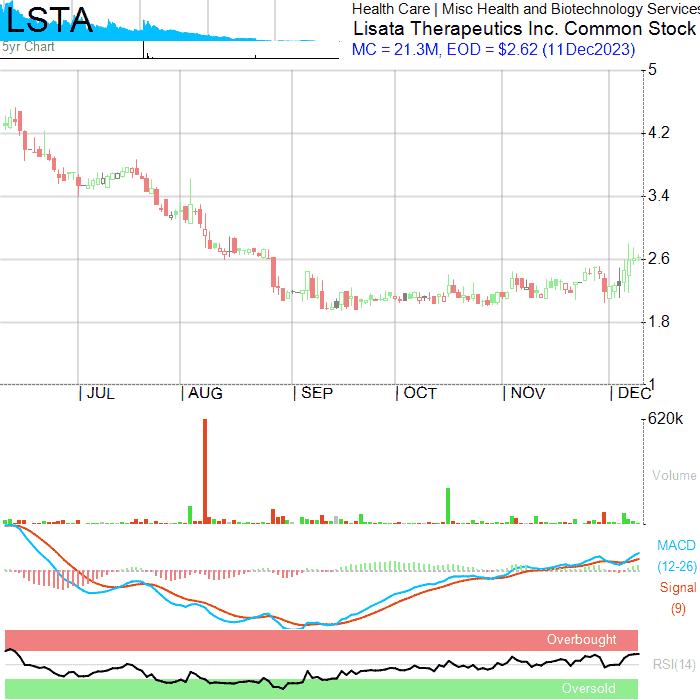 LSTA
5yr Chart
Health Care | Misc Health and Biotechnology Services
Lisata Therapeutics Inc. Common Stock
MC = 21.3M, EOD = $2.62 (11Dec2023)
5
4.2
3.4
2.6
1.8
1
JUL AUG SEP OCT NOV DEC
620k
Volume
MACD
(12-26)
Signal
(9)
Overbought
RSI(14)
Oversold